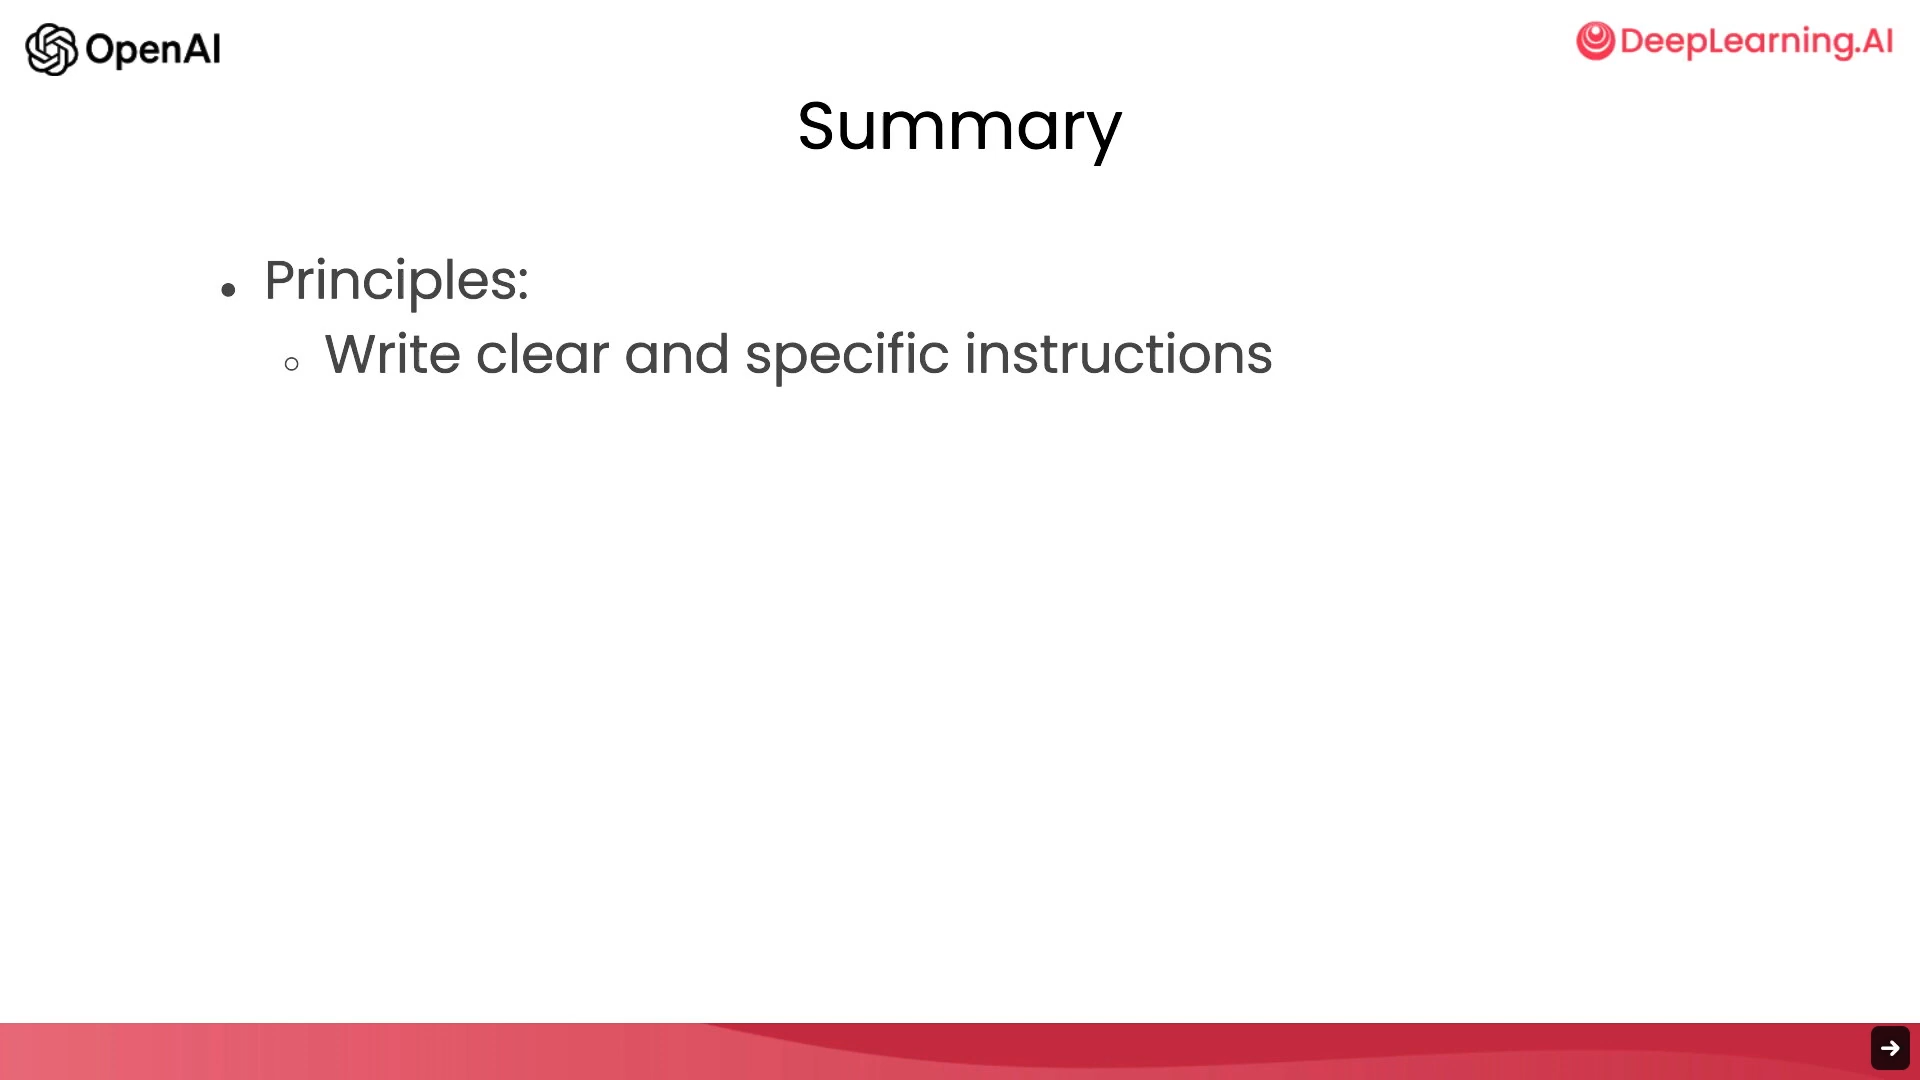 OpenAI
DeepLearning.AI
Summary
• Principles:
○ Write clear and specific instructions